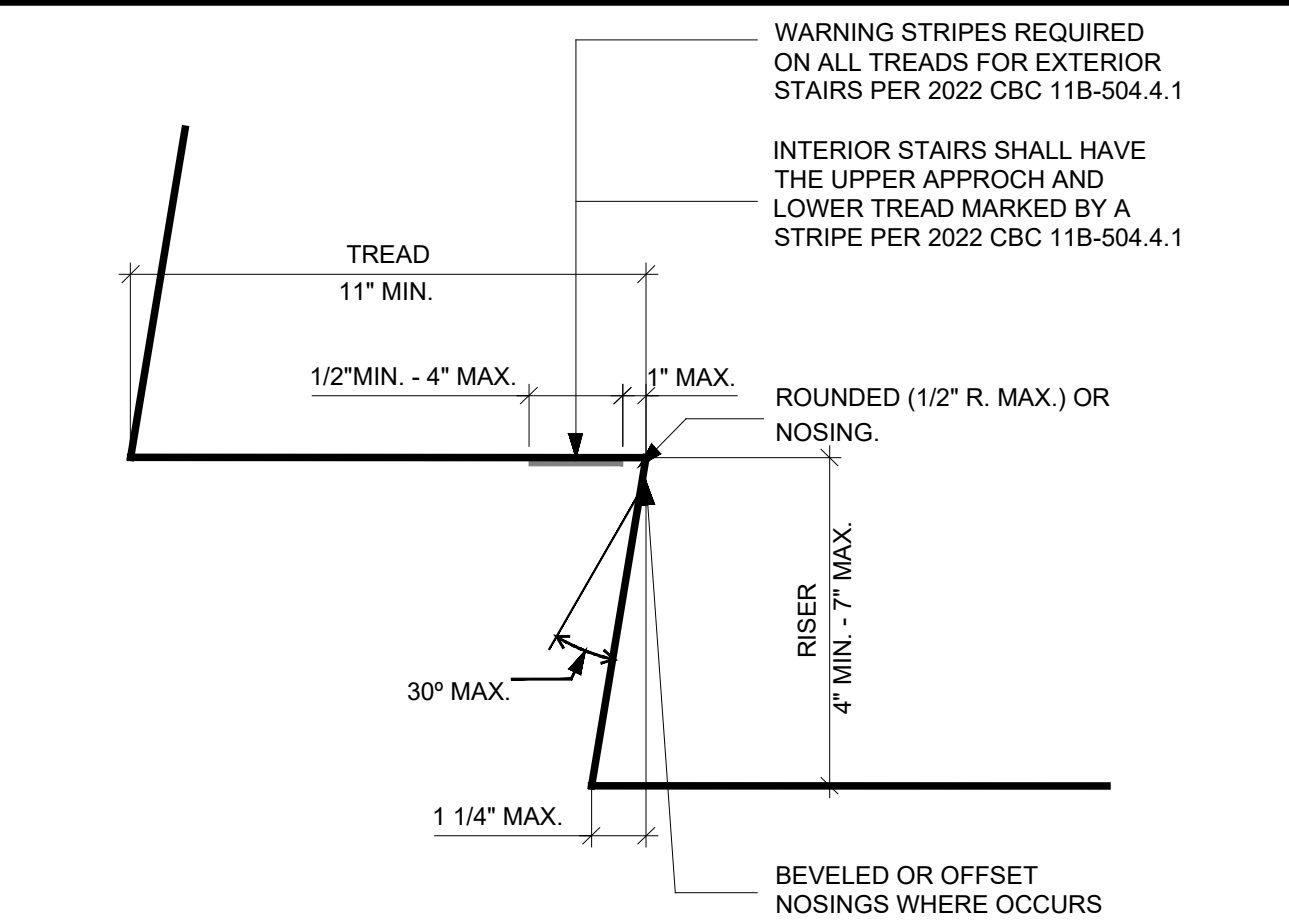 WARNING STRIPES REQUIRED
ON ALL TREADS FOR EXTERIOR
STAIRS PER 2022 CBC 11B-504.4.1
INTERIOR STAIRS SHALL HAVE
THE UPPER APPROCH AND
LOWER TREAD MARKED BY A
STRIPE PER 2022 CBC 11B-504.4.1
TREAD
11" MIN.
1/2"MIN. - 4" MAX.
1" MAX.
ROUNDED (1/2" R. MAX.) OR
NOSING.
RISER
4" MIN. - 7" MAX.
30º MAX.
1 1/4" MAX.
BEVELED OR OFFSET
NOSINGS WHERE OCCURS